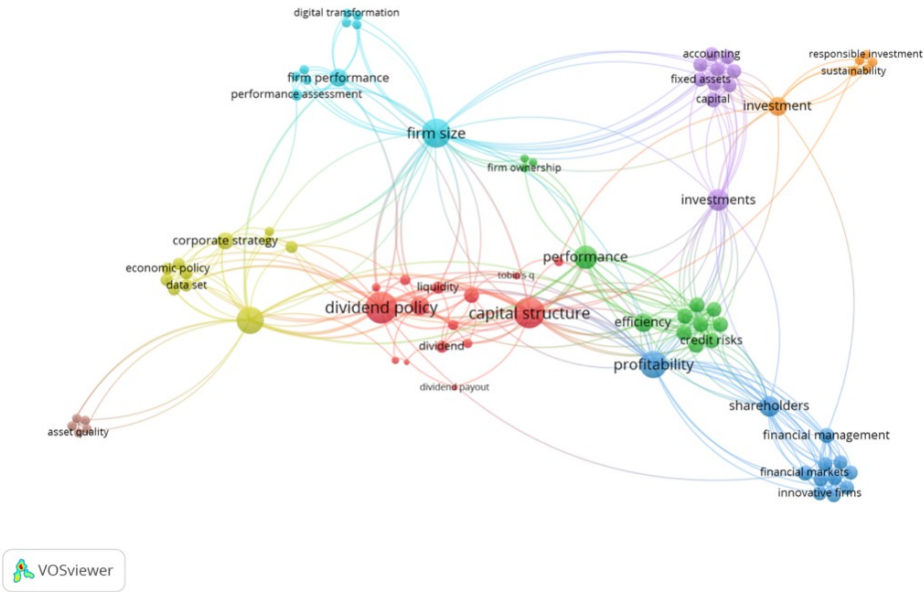 digital transformation
firm performance
performance assessment
firm size
accounting
fixed assets
capital
responsible investment
sustainability
investment
firm ownership
investments
corporate strategy
economic policy
data set
performance
tobin's q
liquidity
dividend policy
capital structure
efficiency
credit risks
dividend
profitability
dividend payout
shareholders
asset quality
financial management
financial markets
innovative firms
VOSviewer